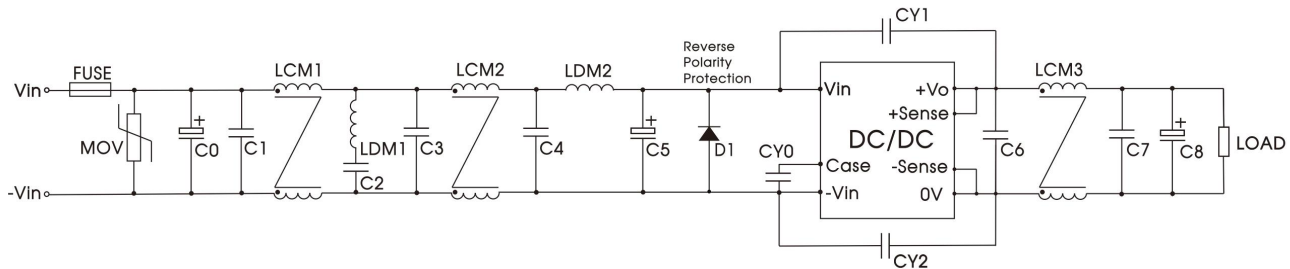 CY1
Reverse
Polarity
Protection
FUSE
LCM1
LCM2
LDM2
LCM3
Vin
Vin
+Vo
+Sense
DC/DC
MOV
+
C0
C1
LDM1
C2
C3
C4
+
C5
D1
CY0
Case
-Sense
C6
C7
+
C8
LOAD
-Vin
-Vin
0V
CY2